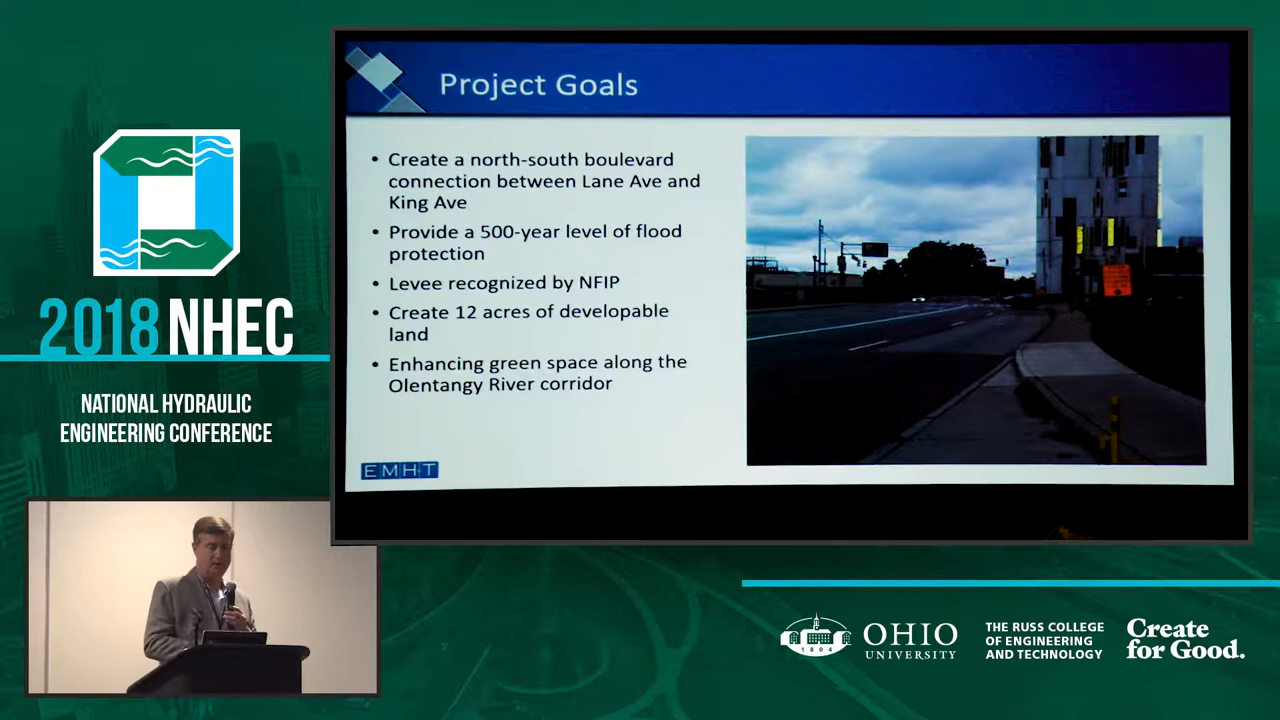 2018 NHEC
NATIONAL HYDRAULIC
ENGINEERING CONFERENCE
Project Goals
• Create a north-south boulevard
connection between Lane Ave and
King Ave
• Provide a 500-year level of flood
protection
• Levee recognized by NFIP
• Create 12 acres of developable
land
• Enhancing green space along the
Olentangy River corridor
EMH+T
1804
OHIO
UNIVERSITY
THE RUSS COLLEGE
OF ENGINEERING
AND TECHNOLOGY
Create
for Good.